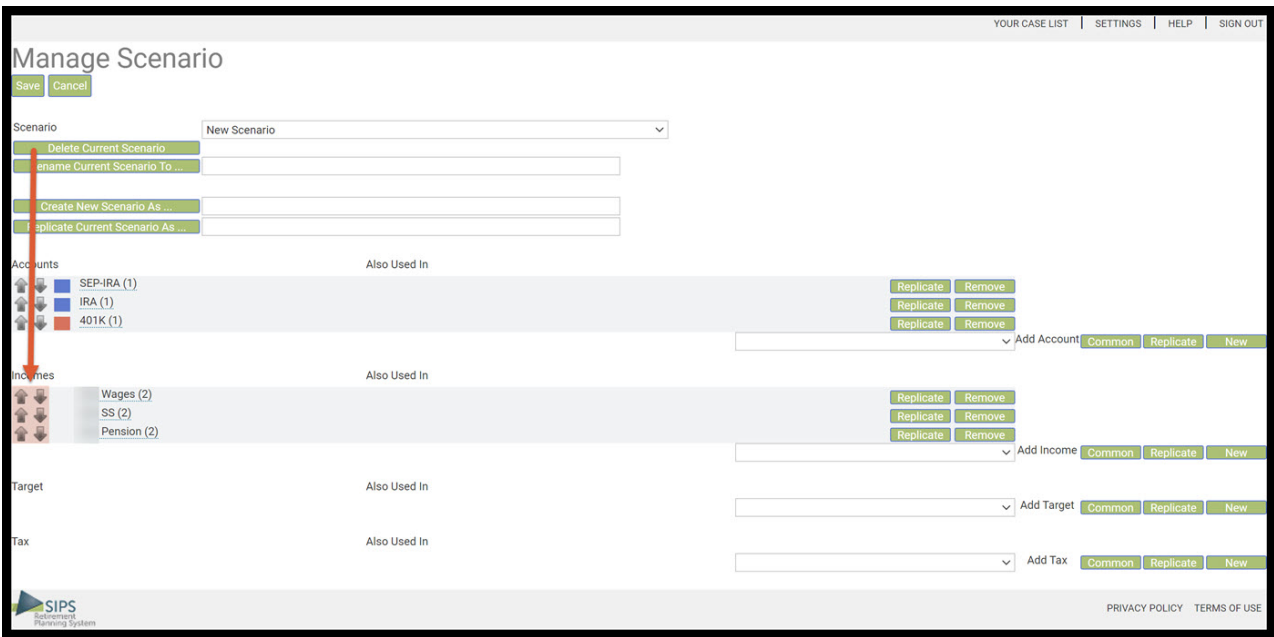 YOUR CASE LIST SETTINGS HELP SIGN OUT
Manage Scenario
Save Cancel
Scenario New Scenario
Delete Current Scenario
ename Current Scenario To ...
Create New Scenario As ...
eplicate Current Scenario As ...
Accounts Also Used In
SEP-IRA (1) Replicate Remove
IRA (1) Replicate Remove
401K (1) Replicate Remove
Add Account Common Replicate New
Incomes Also Used In
Wages (2) Replicate Remove
SS (2) Replicate Remove
Pension (2) Replicate Remove
Add Income Common Replicate New
Target Also Used In
Add Target Common Replicate New
Tax Also Used In
Add Tax Common Replicate New
SIPS
Retirement
Planning System
PRIVACY POLICY TERMS OF USE